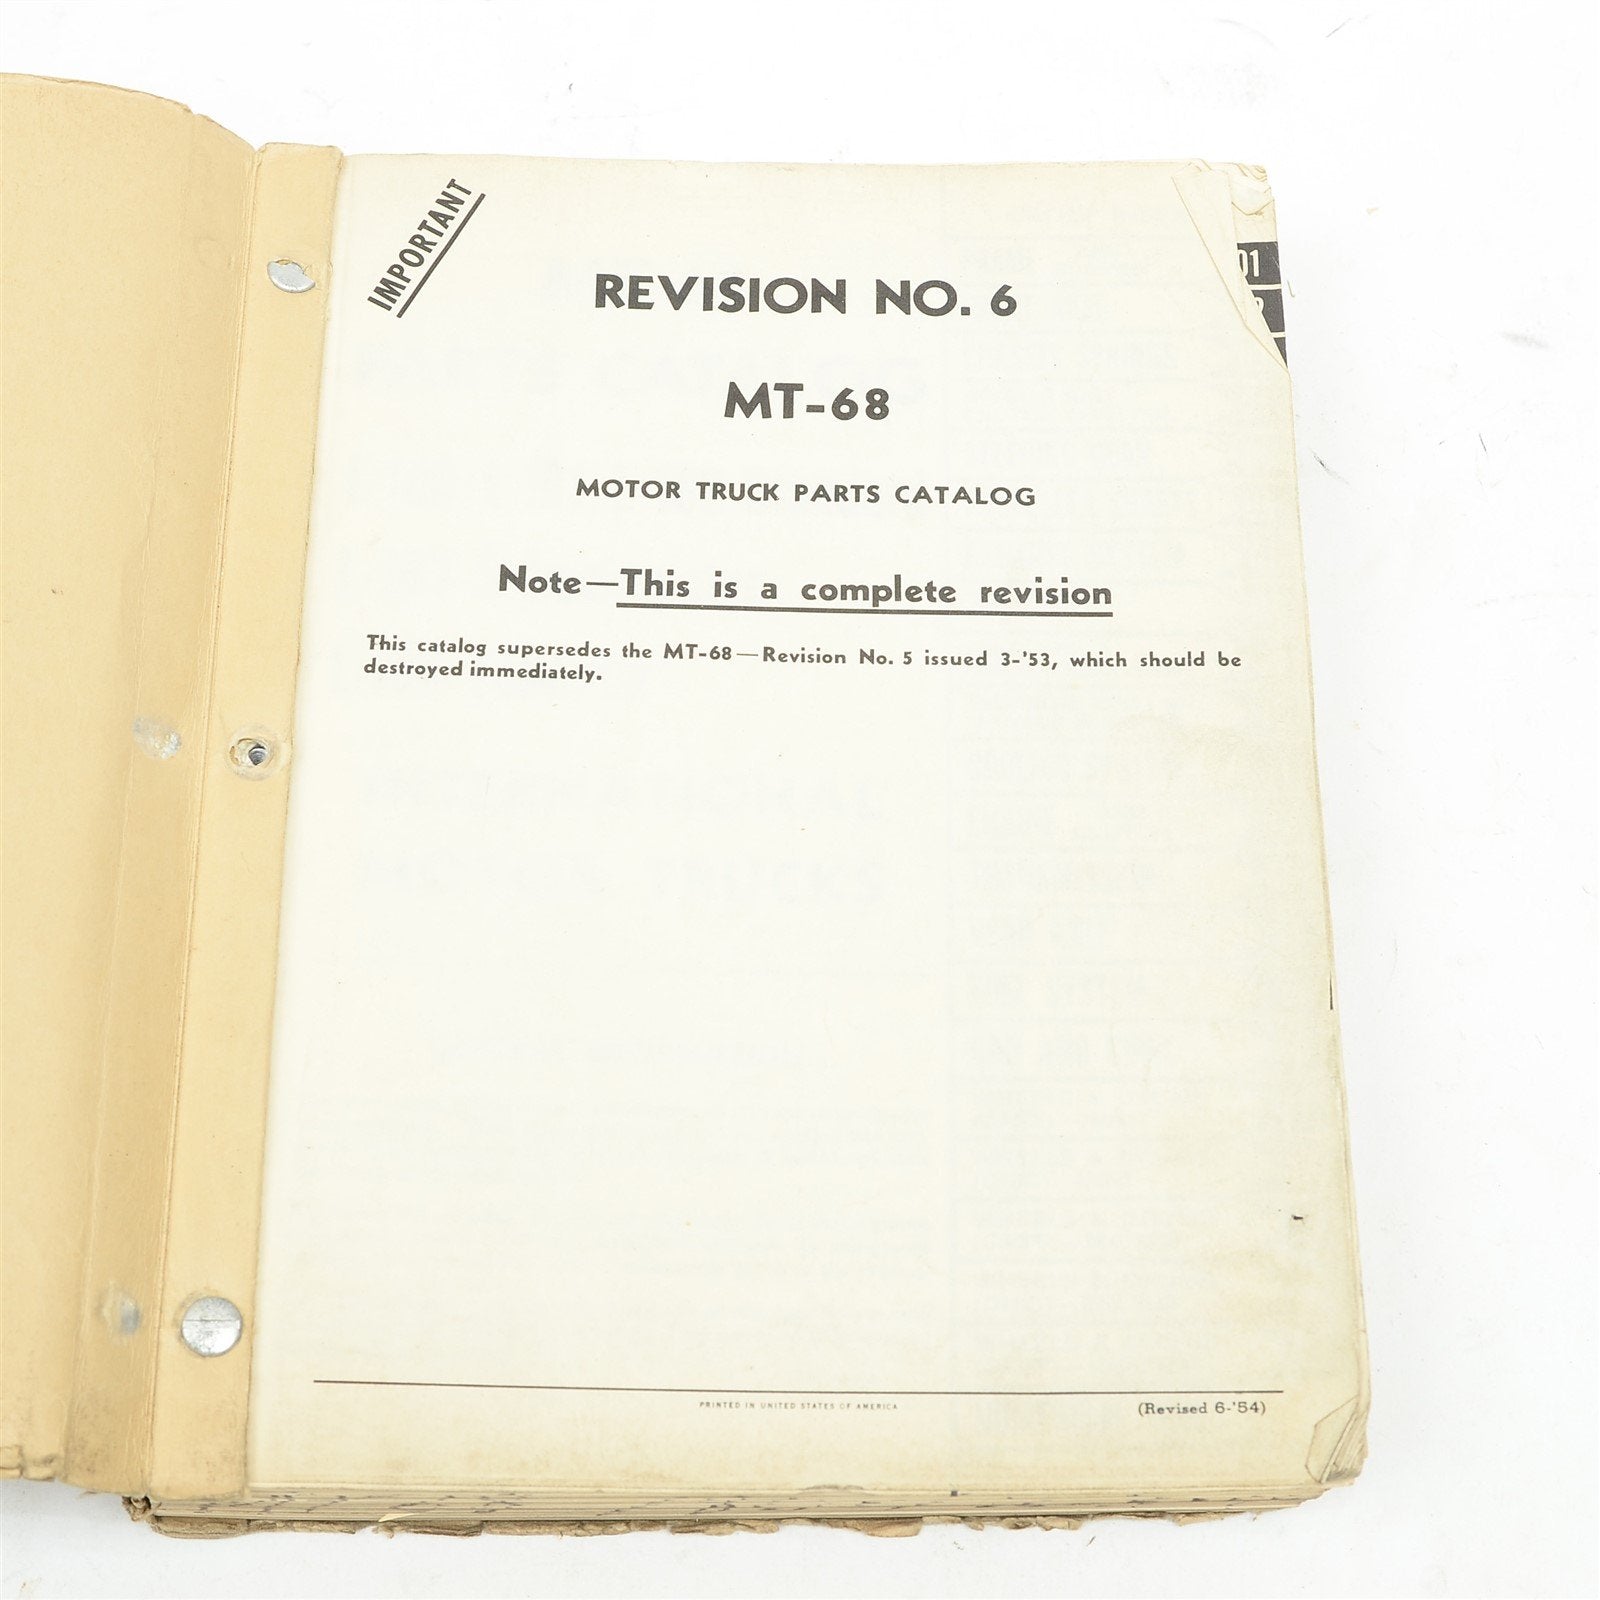 IMPORTANT
REVISION NO. 6
MT-68
MOTOR TRUCK PARTS CATALOG
Note—This is a complete revision
This catalog supersedes the MT-68—Revision No. 5 issued 3-'53, which should be
destroyed immediately.
PRINTED IN UNITED STATES OF AMERICA
(Revised 6-'54)
01